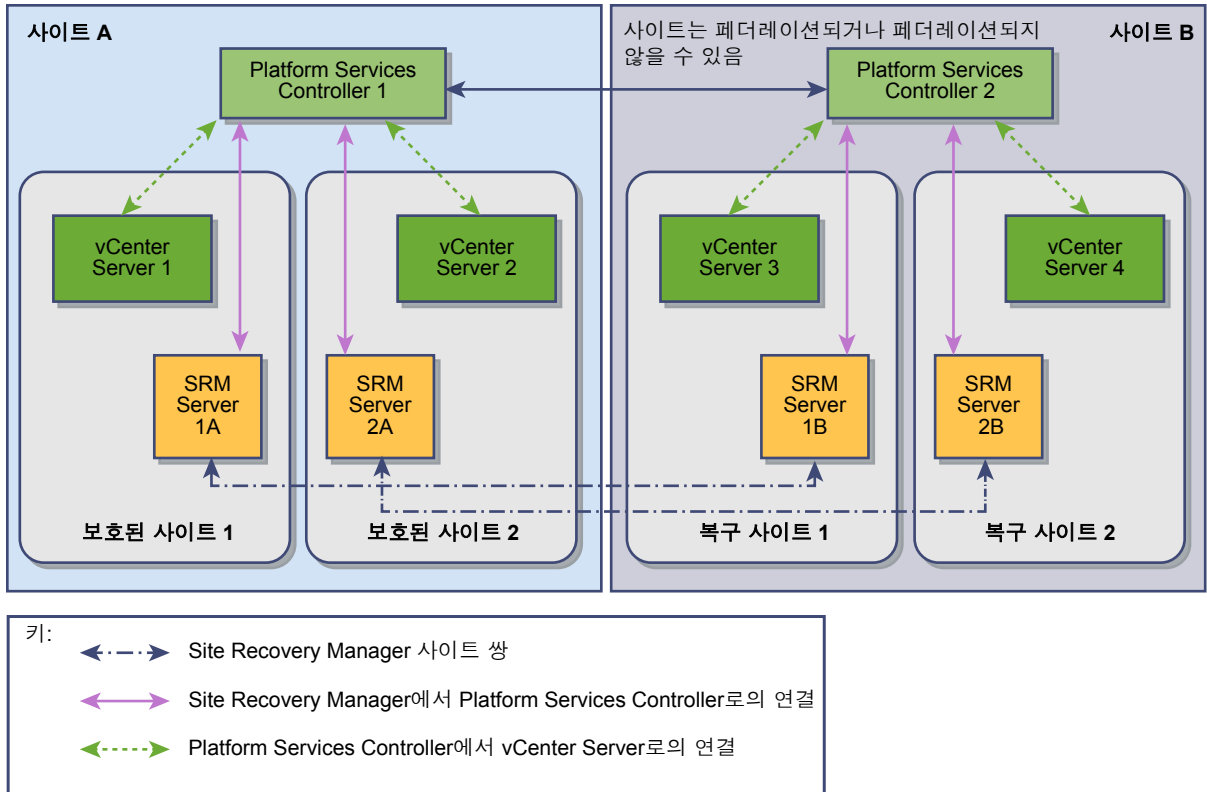 사이트 A
사이트는 페더레이션되거나 페더레이션되지
않을 수 있음
사이트 B
Platform Services
Controller 1
Platform Services
Controller 2
vCenter
Server 1
vCenter
Server 2
vCenter
Server 3
vCenter
Server 4
SRM
Server
1A
SRM
Server
2A
SRM
Server
1B
SRM
Server
2B
보호된 사이트 1
보호된 사이트 2
복구 사이트 1
복구 사이트 2
키:
Site Recovery Manager 사이트 쌍
Site Recovery Manager에서 Platform Services Controller로의 연결
Platform Services Controller에서 vCenter Server로의 연결